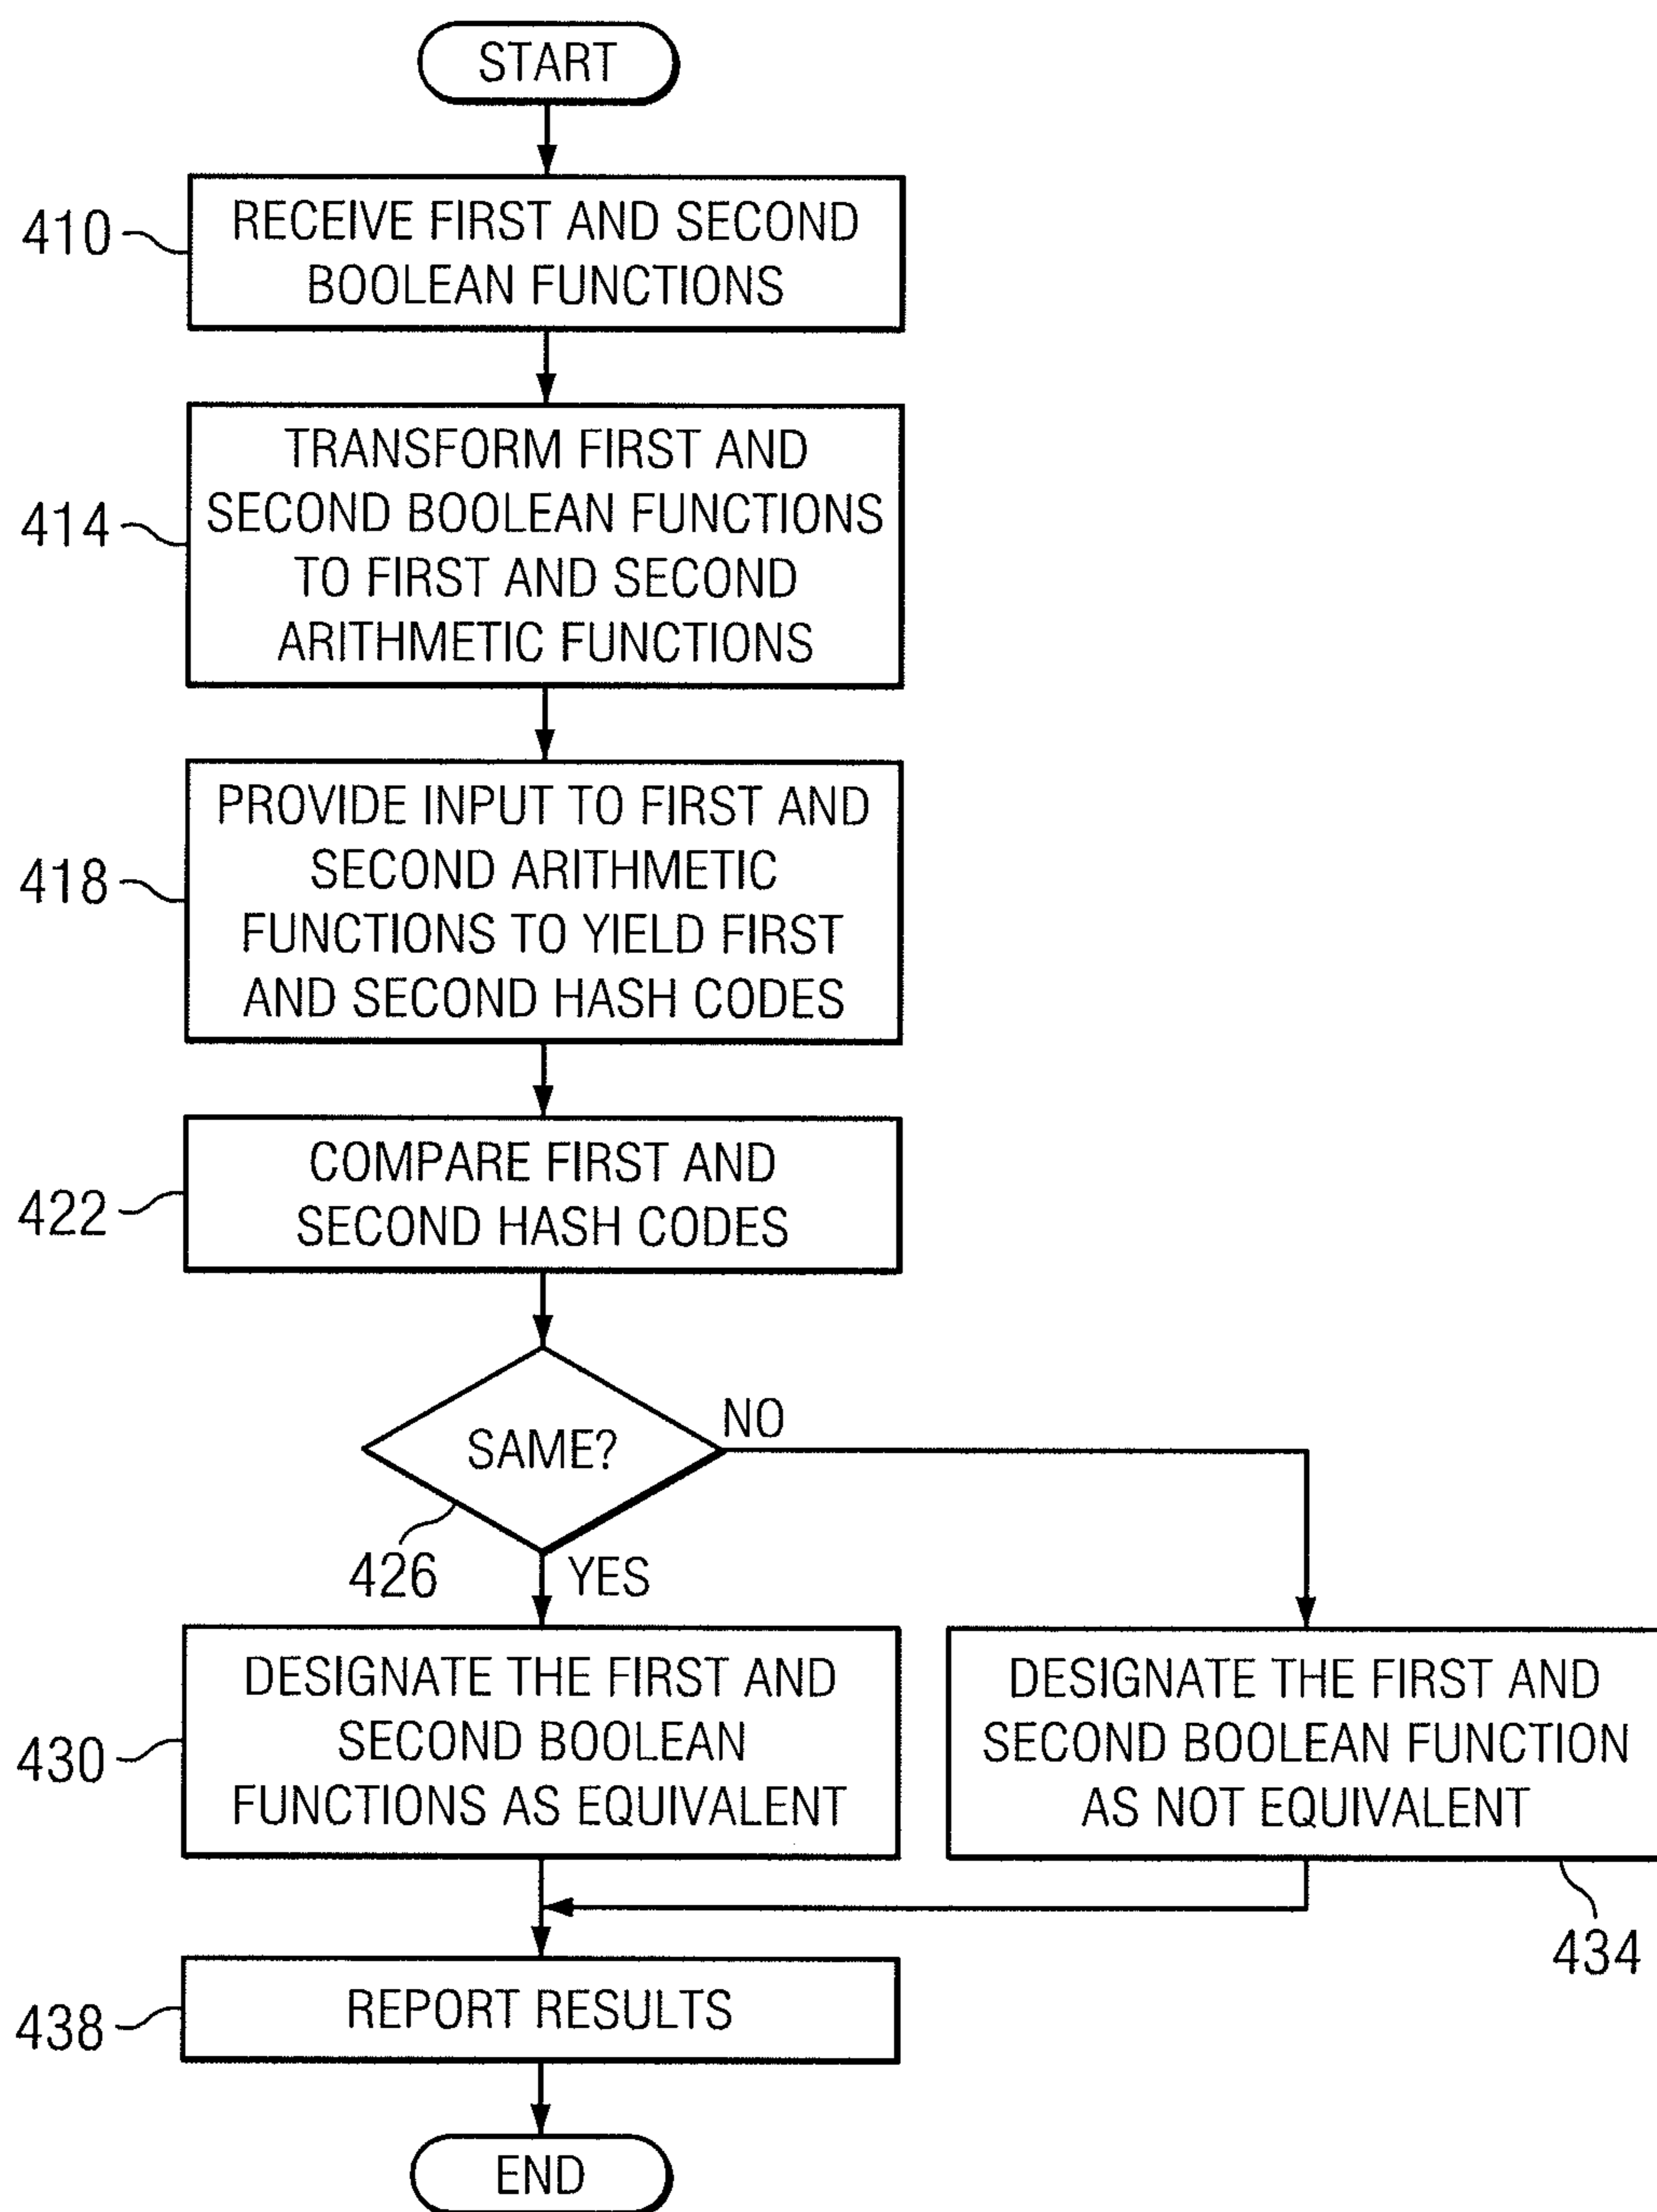 START
410
RECEIVE FIRST AND SECOND
BOOLEAN FUNCTIONS
414
TRANSFORM FIRST AND
SECOND BOOLEAN FUNCTIONS
TO FIRST AND SECOND
ARITHMETIC FUNCTIONS
418
PROVIDE INPUT TO FIRST AND
SECOND ARITHMETIC
FUNCTIONS TO YIELD FIRST
AND SECOND HASH CODES
422
COMPARE FIRST AND
SECOND HASH CODES
SAME?
NO
426
YES
430
DESIGNATE THE FIRST AND
SECOND BOOLEAN
FUNCTIONS AS EQUIVALENT
DESIGNATE THE FIRST AND
SECOND BOOLEAN FUNCTION
AS NOT EQUIVALENT
434
438
REPORT RESULTS
END